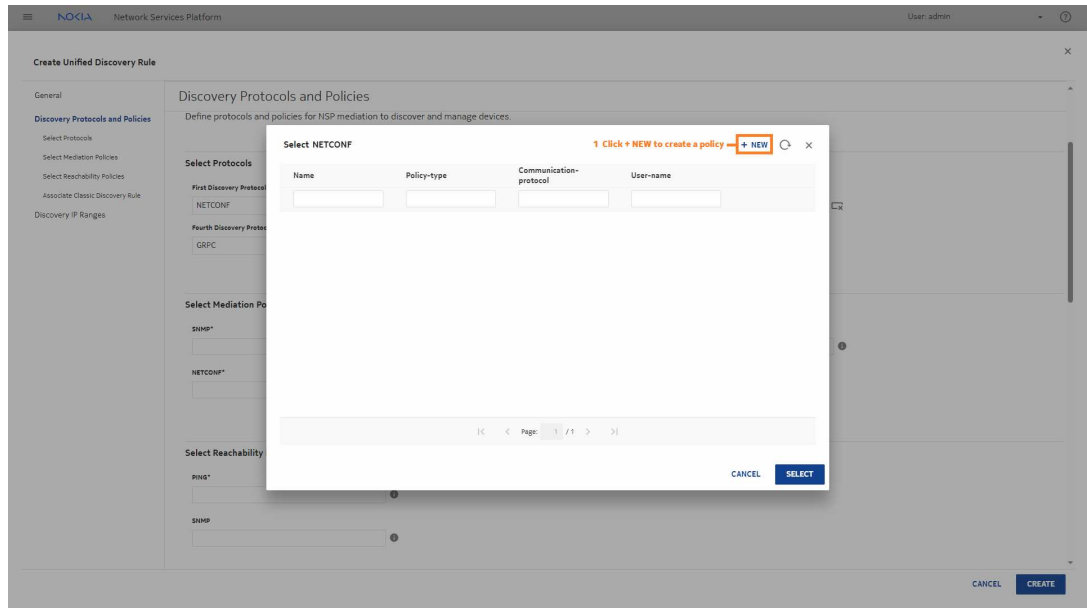 NOKIA Network Services Platform User: admin
Create Unified Discovery Rule
General
Discovery Protocols and Policies
Select Protocols
Select Mediation Policies
Select Reachability Policies
Associate Classic Discovery Rule
Discovery IP Ranges
Discovery Protocols and Policies
Define protocols and policies for NSP mediation to discover and manage devices.
Select Protocols
First Discovery Protocol
NETCONF
Fourth Discovery Protoc
GRPC
Select Mediation Po
SNMP*
NETCONF*
Select Reachability
PING*
SNMP
Select NETCONF
1 Click + NEW to create a policy
+ NEW
Name Policy-type Communication-protocol User-name
Page: 1 / 1
CANCEL SELECT
CANCEL CREATE